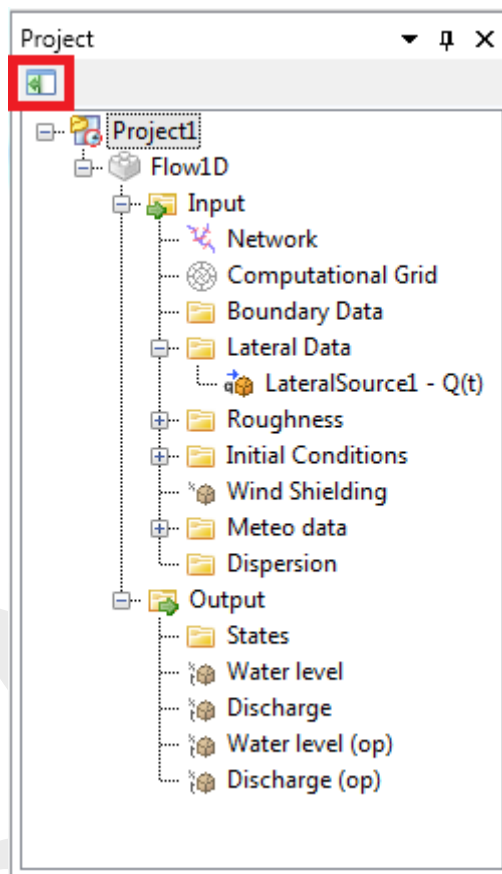 Project
Project1
Flow1D
Input
Network
Computational Grid
Boundary Data
Lateral Data
LateralSource1 - Q(t)
Roughness
Initial Conditions
Wind Shielding
Meteo data
Dispersion
Output
States
Water level
Discharge
Water level (op)
Discharge (op)